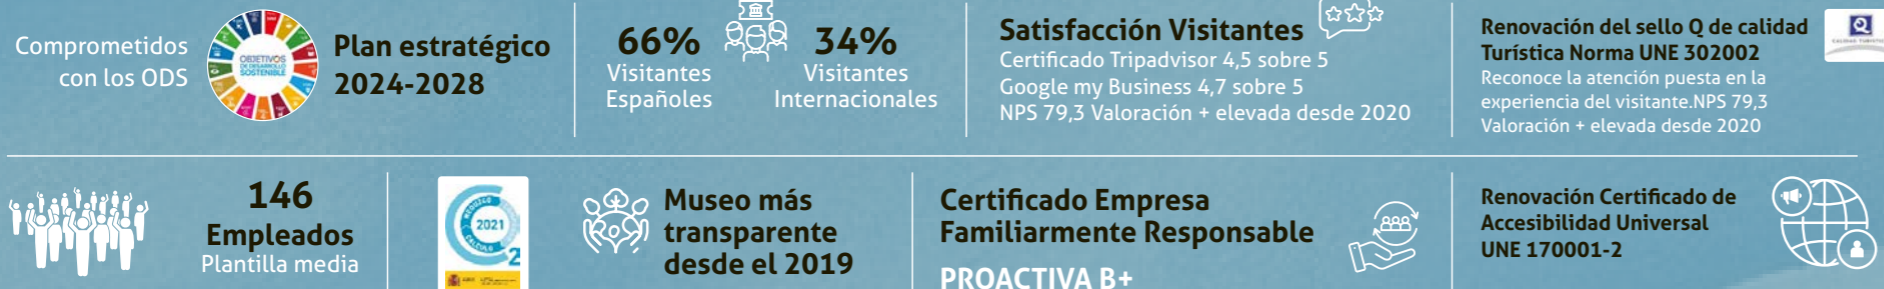 Comprometidos
con los ODS
OBJETIVOS
DE DESARROLLO
SOSTENIBLE
Plan estratégico
2024-2028
66%
Visitantes
Españoles
34%
Visitantes
Internacionales
Satisfacción Visitantes
Certificado Tripadvisor 4,5 sobre 5
Google my Business 4,7 sobre 5
NPS 79,3 Valoración + elevada desde 2020
Renovación del sello Q de calidad
Turística Norma UNE 302002
Reconoce la atención puesta en la
experiencia del visitante.NPS 79,3
Valoración + elevada desde 2020
Q
146
Empleados
Plantilla media
2021
2
Museo más
transparente
desde el 2019
Certificado Empresa
Familiarmente Responsable
PROACTIVA B+
Renovación Certificado de
Accesibilidad Universal
UNE 170001-2